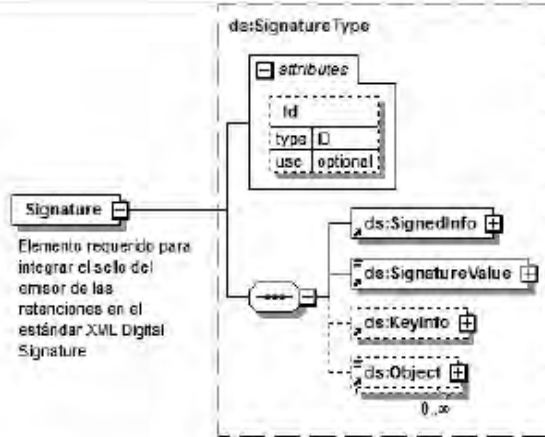 ds:SignatureType
attributes
Id
type ID
use optional
Signature
Elemento requerido para
integrar el sello del
emisor de las
retenciones en el
estándar XML Digital
Signature
ds:SignedInfo
ds:SignatureValue
ds:KeyInfo
ds:Object
0..∞